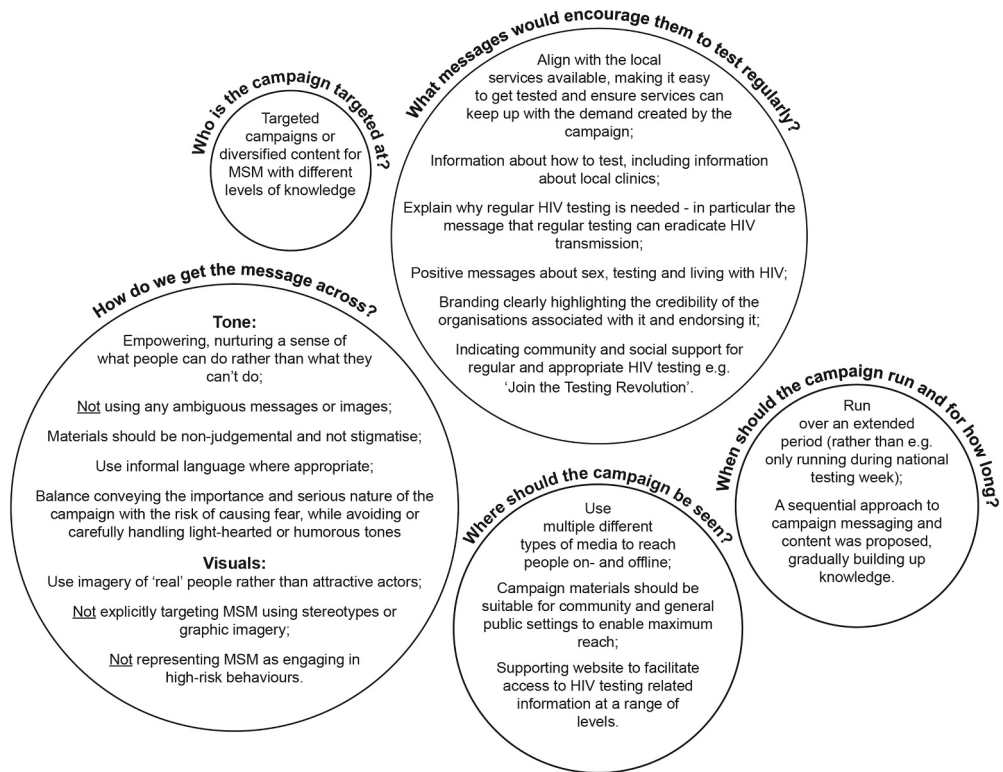 Who is the campaign targeted at?
Targeted
campaigns or
diversified content for
MSM with different
levels of knowledge
What messages would encourage them to test regularly?
Align with the local
services available, making it easy
to get tested and ensure services can
keep up with the demand created by the
campaign;
Information about how to test, including information
about local clinics;
Explain why regular HIV testing is needed - in particular the
message that regular testing can eradicate HIV
transmission;
Positive messages about sex, testing and living with HIV;
Branding clearly highlighting the credibility of the
organisations associated with it and endorsing it;
Indicating community and social support for
regular and appropriate HIV testing e.g.
‘Join the Testing Revolution’.
How do we get the message across?
Tone:
Empowering, nurturing a sense of
what people can do rather than what they
can’t do;
Not using any ambiguous messages or images;
Materials should be non-judgemental and not stigmatise;
Use informal language where appropriate;
Balance conveying the importance and serious nature of the
campaign with the risk of causing fear, while avoiding or
carefully handling light-hearted or humorous tones
Visuals:
Use imagery of ‘real’ people rather than attractive actors;
Not explicitly targeting MSM using stereotypes or
graphic imagery;
Not representing MSM as engaging in
high-risk behaviours.
Where should the campaign be seen?
Use
multiple different
types of media to reach
people on- and offline;
Campaign materials should be
suitable for community and general
public settings to enable maximum
reach;
Supporting website to facilitate
access to HIV testing related
information at a range of
levels.
When should the campaign run and for how long?
Run
over an extended
period (rather than e.g.
only running during national
testing week);
A sequential approach to
campaign messaging and
content was proposed,
gradually building up
knowledge.